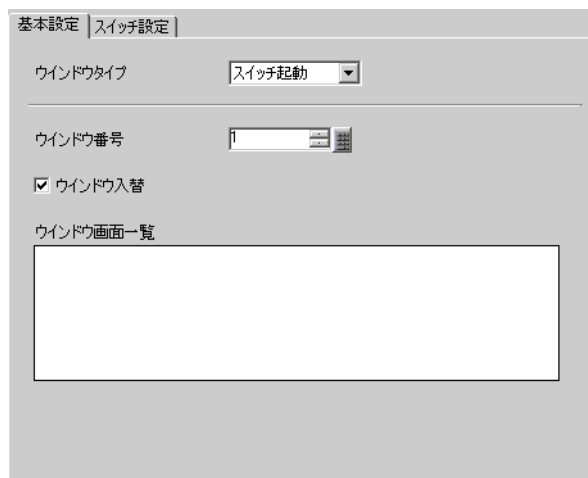 基本設定 スイッチ設定
ウインドウタイプ スイッチ起動
ウインドウ番号 1
ウインドウ入替
ウインドウ画面一覧